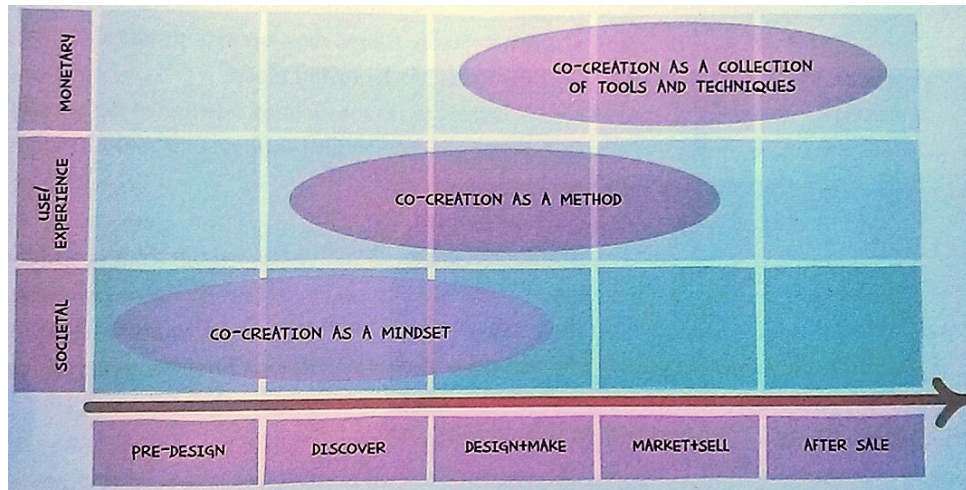 MONETARY
CO-CREATION AS A COLLECTION
OF TOOLS AND TECHNIQUES
USE/
EXPERIENCE
CO-CREATION AS A METHOD
SOCIETAL
CO-CREATION AS A MINDSET
PRE-DESIGN
DISCOVER
DESIGN+MAKE
MARKET+SELL
AFTER SALE